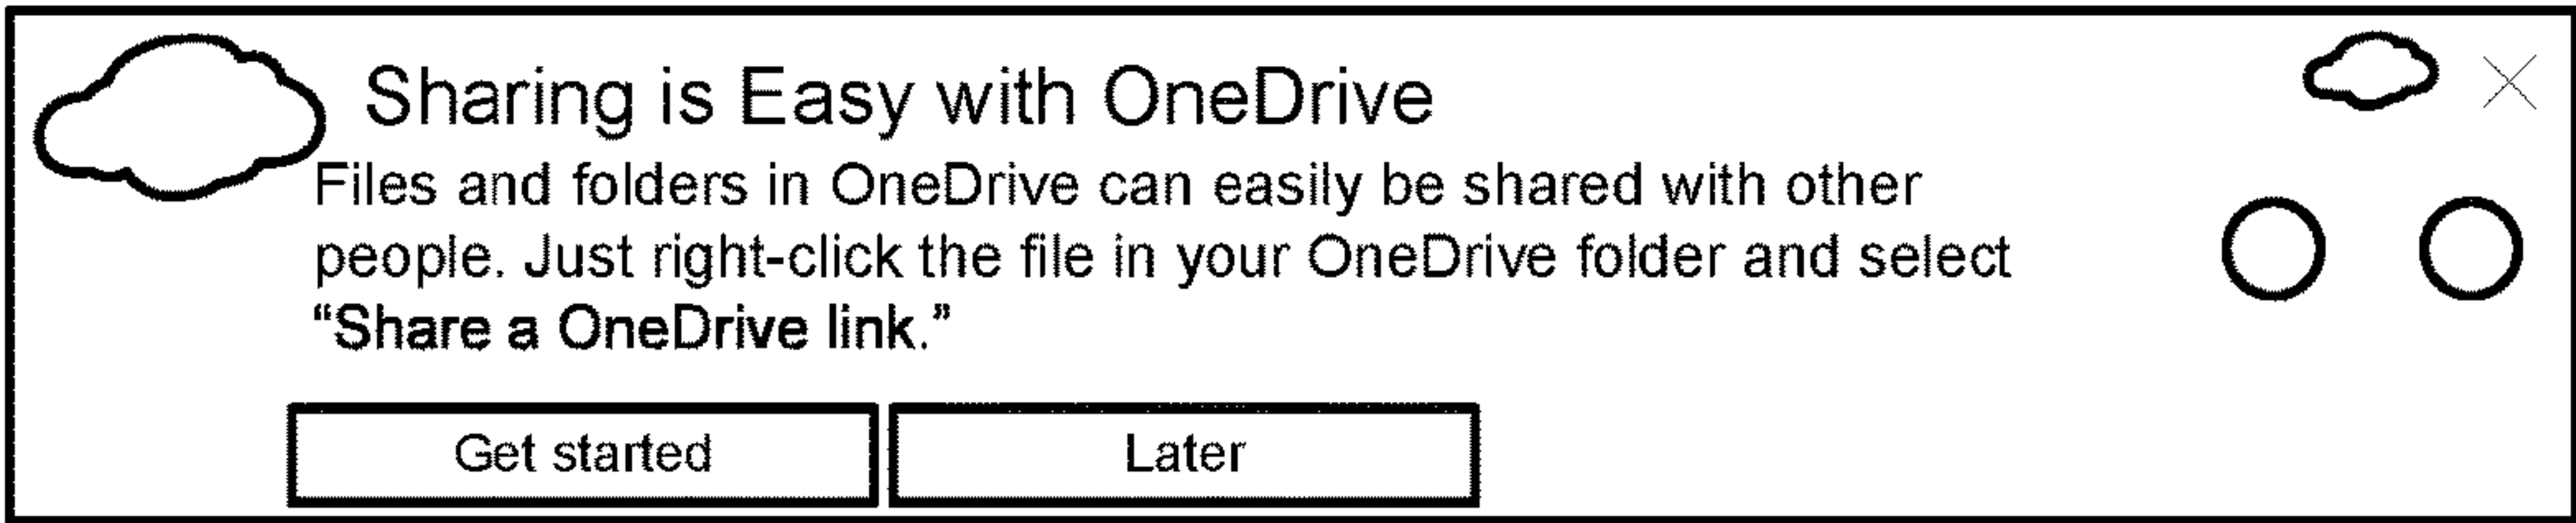 Sharing is Easy with OneDrive
Files and folders in OneDrive can easily be shared with other
people. Just right-click the file in your OneDrive folder and select
“Share a OneDrive link.”
Get started
Later